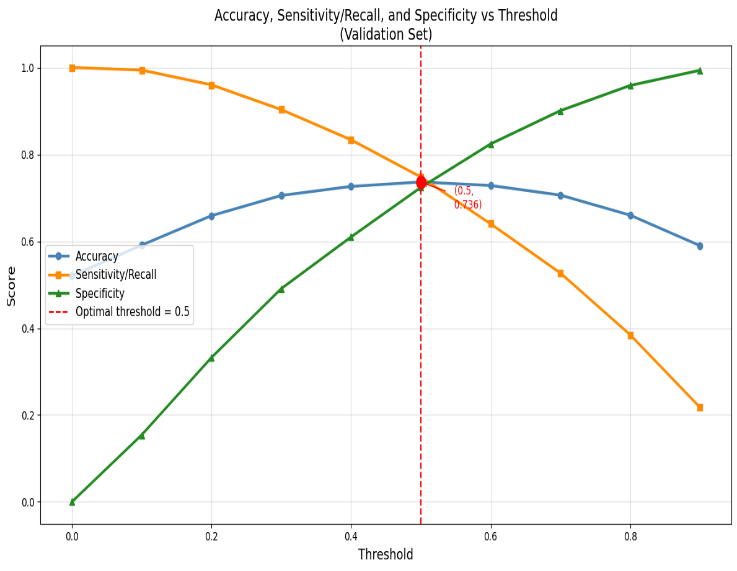 Accuracy, Sensitivity/Recall, and Specificity vs Threshold
(Validation Set)
1.0
0.8
0.6
0.4
0.2
0.0
Score
(0.5,
0.736)
Accuracy
Sensitivity/Recall
Specificity
Optimal threshold = 0.5
0.0
0.2
0.4
0.6
0.8
Threshold